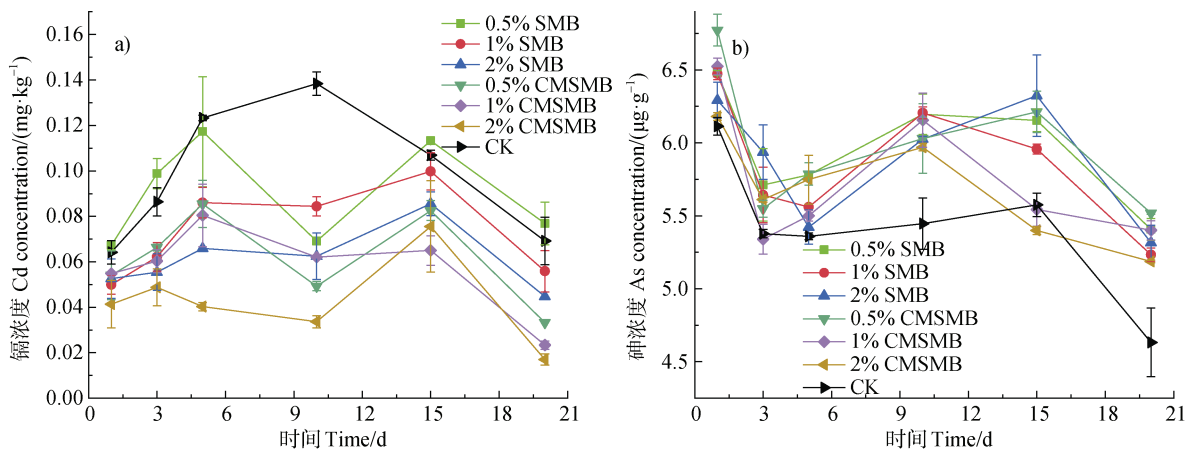 a)
镉浓度 Cd concentration/(mg·kg⁻¹)
0.16
0.14
0.12
0.10
0.08
0.06
0.04
0.02
0.00
0.5% SMB
1% SMB
2% SMB
0.5% CMSMB
1% CMSMB
2% CMSMB
CK
0 3 6 9 12 15 18 21
时间 Time/d
b)
砷浓度 As concentration/(μg·g⁻¹)
6.5
6.0
5.5
5.0
4.5
0.5% SMB
1% SMB
2% SMB
0.5% CMSMB
1% CMSMB
2% CMSMB
CK
0 3 6 9 12 15 18 21
时间 Time/d